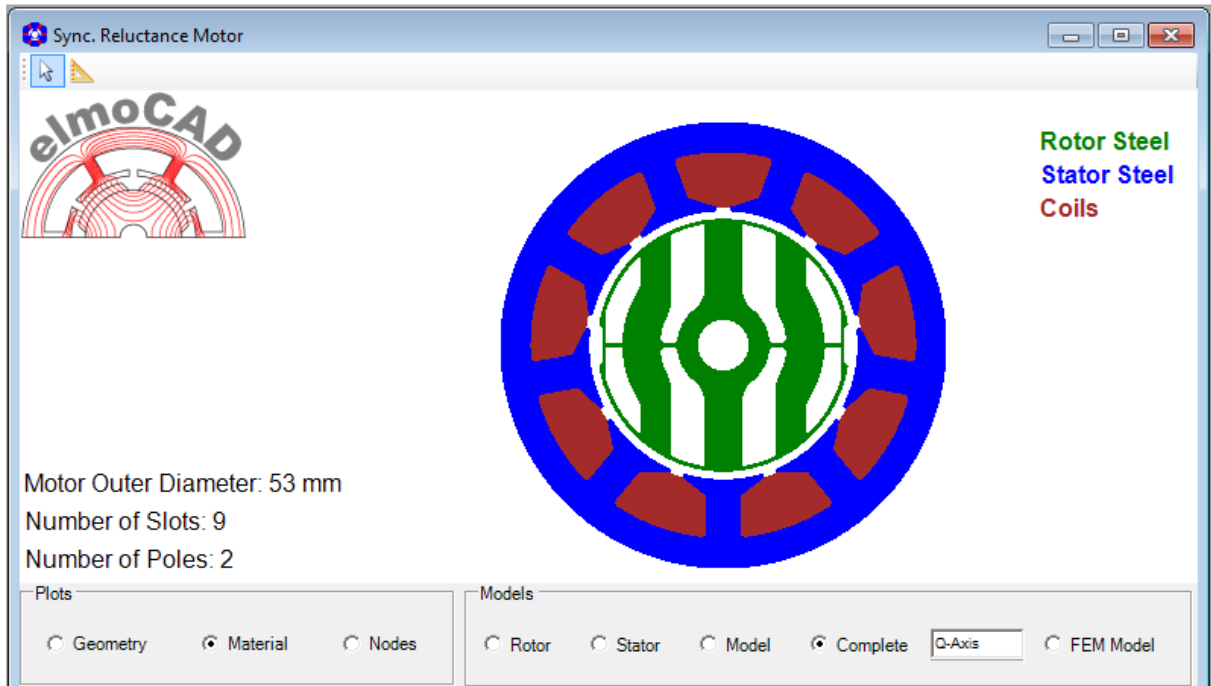 Sync. Reluctance Motor
elmoCAD
Rotor Steel
Stator Steel
Coils
Motor Outer Diameter: 53 mm
Number of Slots: 9
Number of Poles: 2
Plots
Geometry Material Nodes
Models
Rotor Stator Model Complete Q-Axis FEM Model